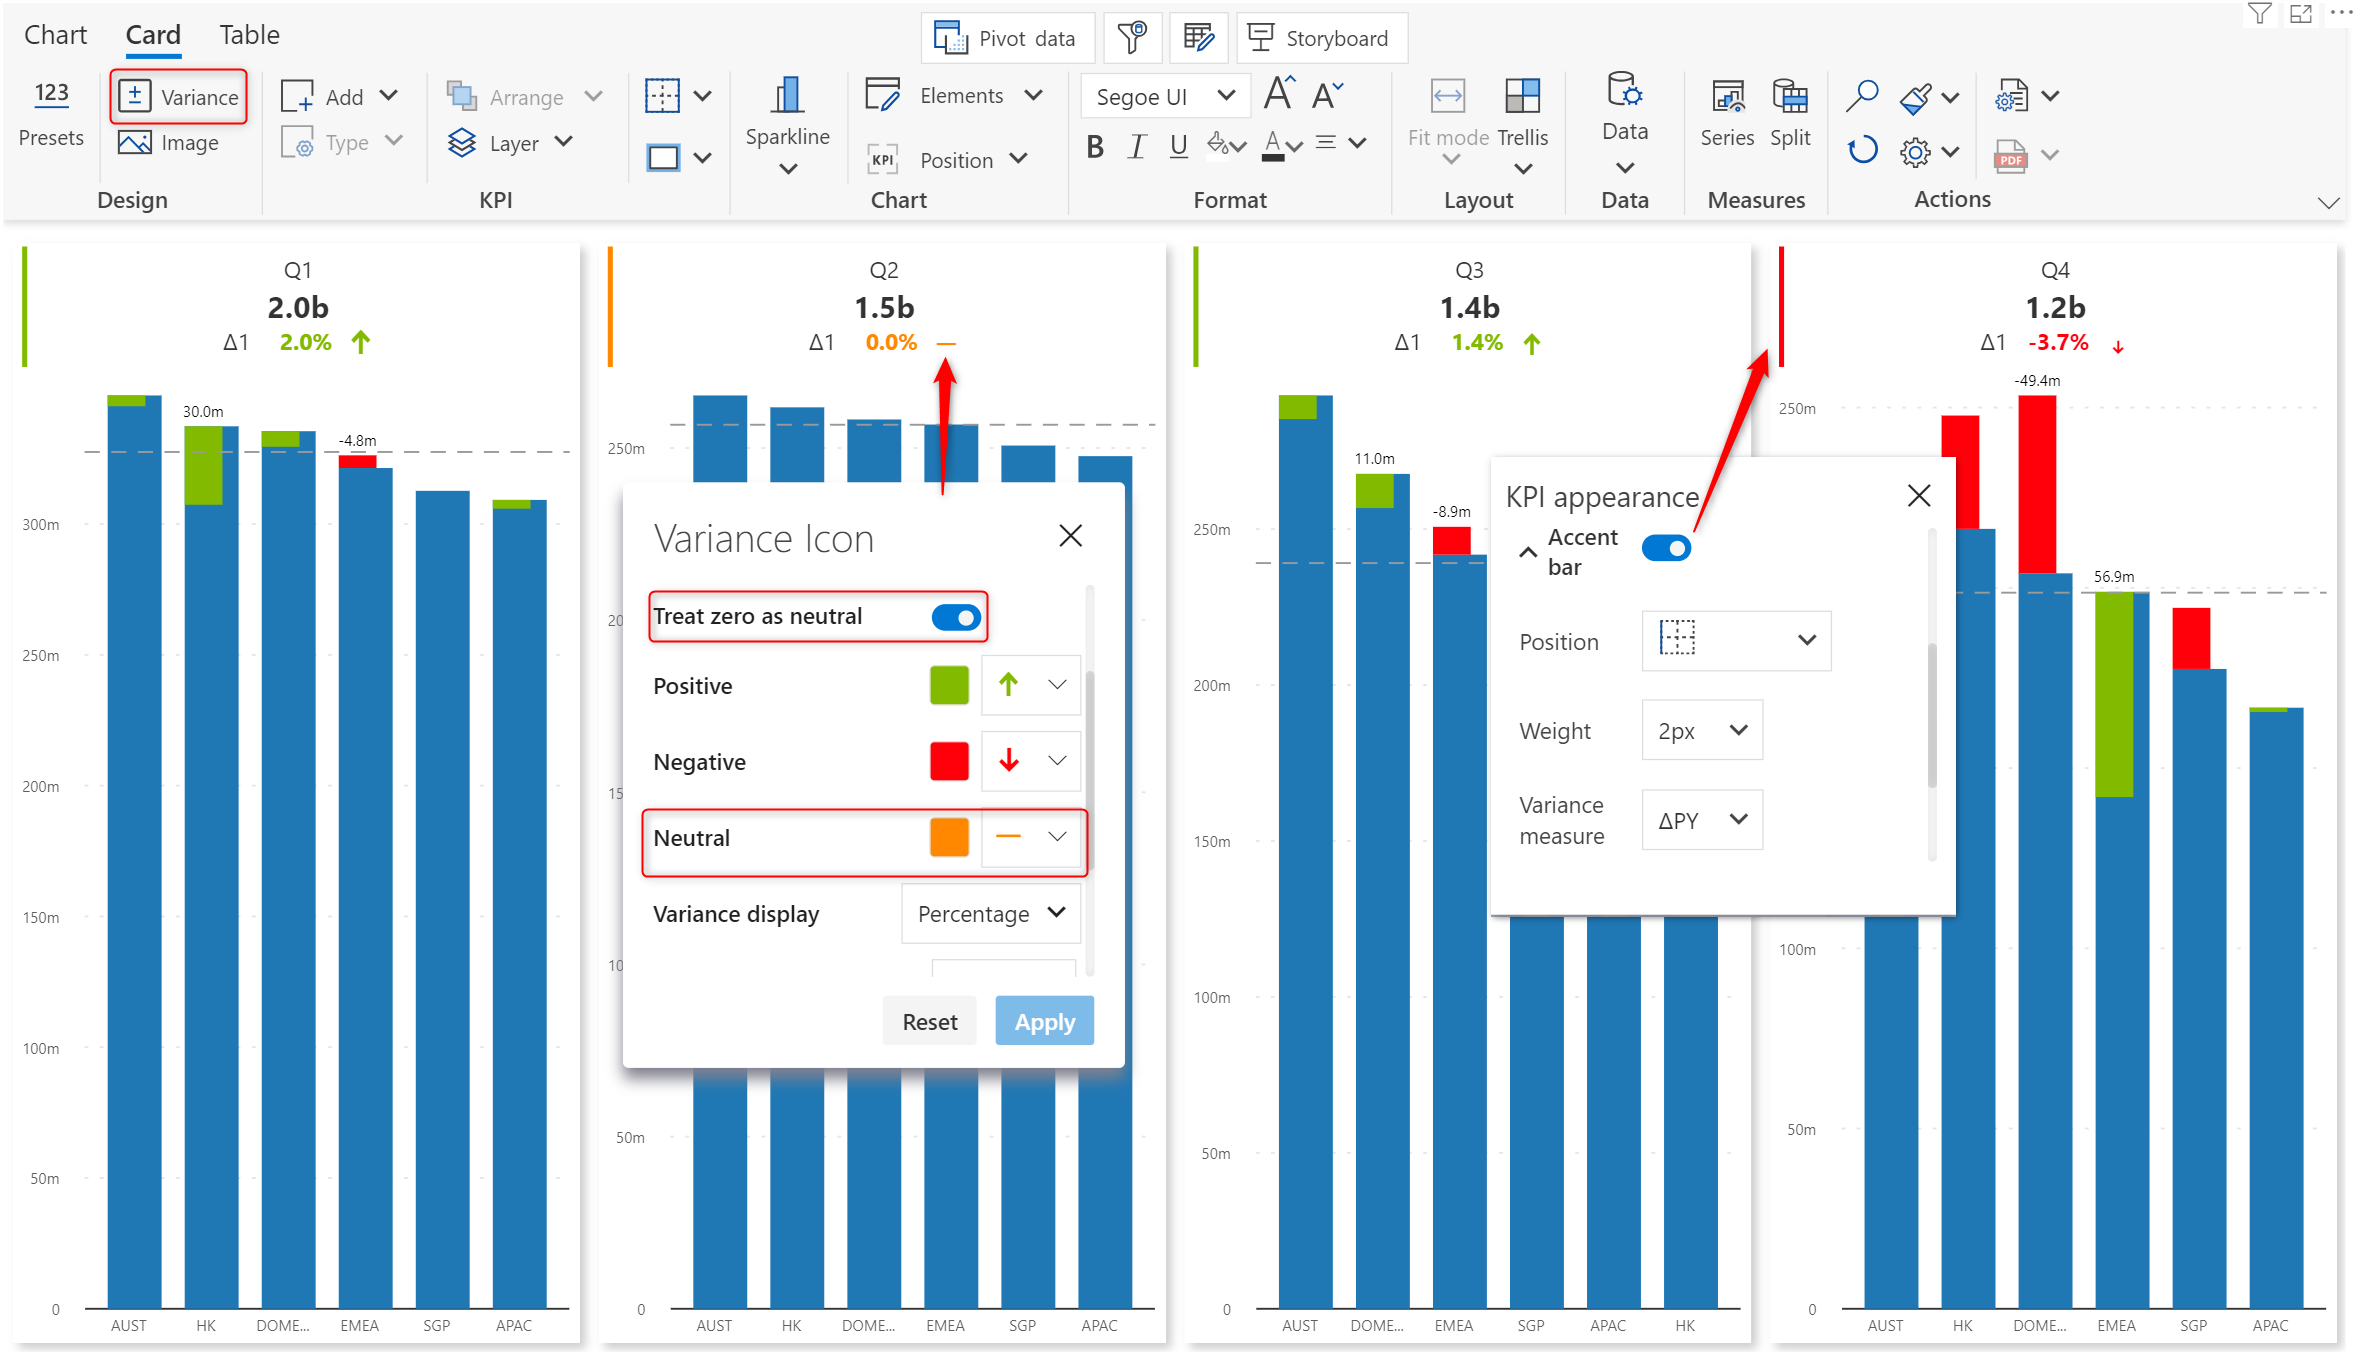 Chart Card Table
Pivot data Storyboard
123
Presets
Variance
Image
Design
Add
Type
Arrange
Layer
KPI
Sparkline
Elements
KPI Position
Chart
Segoe UI A A
B I U A
Format
Fit mode Trellis
Layout
Data
Data
Series Split
Measures
PDF
Actions
Q1
2.0b
Δ1 2.0%
30.0m
-4.8m
300m
250m
200m
150m
100m
50m
0
AUST HK DOME... EMEA SGP APAC
Q2
1.5b
Δ1 0.0%
250m
20
15
10
50m
0
AUST HK DOME... EMEA SGP APAC
Variance Icon
Treat zero as neutral
Positive
Negative
Neutral
Variance display Percentage
Reset Apply
Q3
1.4b
Δ1 1.4%
11.0m
-8.9m
250m
200m
150m
100m
50m
0
AUST DOME... EMEA SGP APAC HK
KPI appearance
Accent
bar
Position
Weight 2px
Variance
measure
ΔPY
Q4
1.2b
Δ1 -3.7%
-49.4m
250m
56.9m
100m
50m
0
AUST HK DOME... EMEA SGP APAC